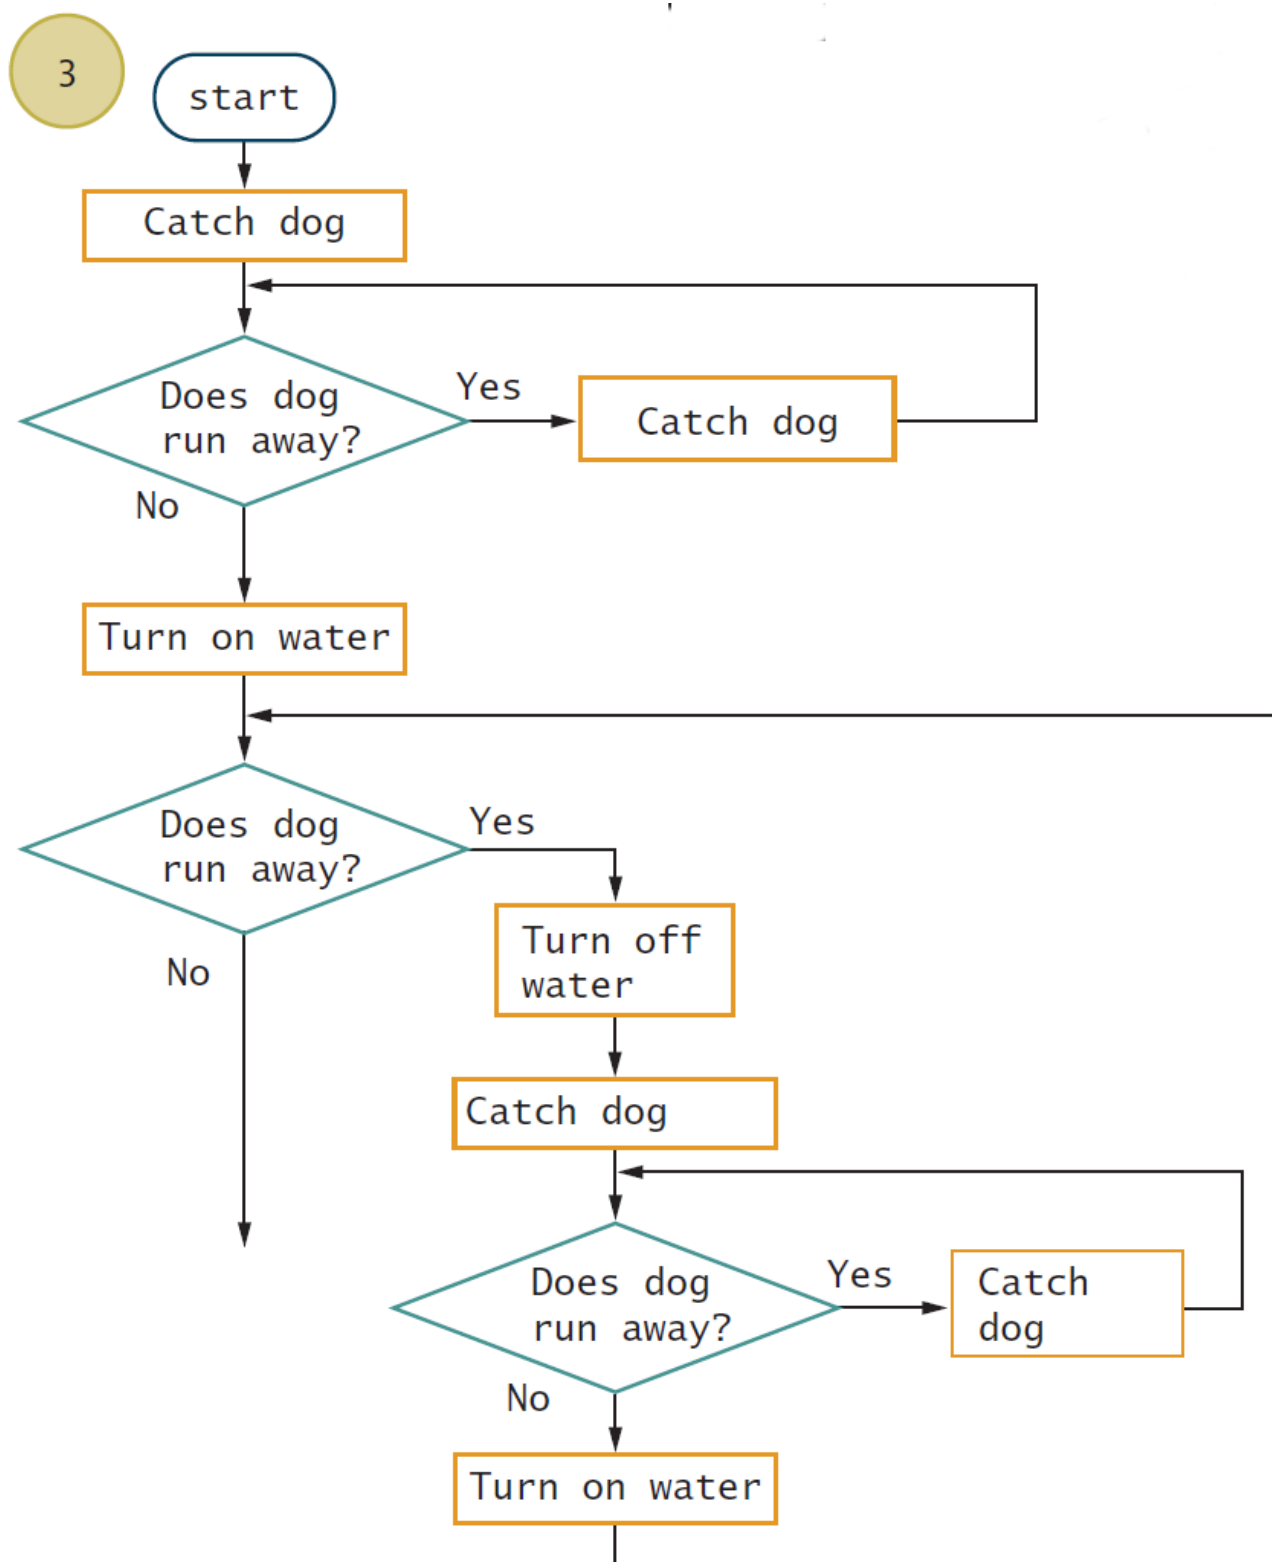 3
start
Catch dog
Does dog
run away?
Yes
Catch dog
No
Turn on water
Does dog
run away?
Yes
Turn off
water
No
Catch dog
Does dog
run away?
Yes
Catch
dog
No
Turn on water